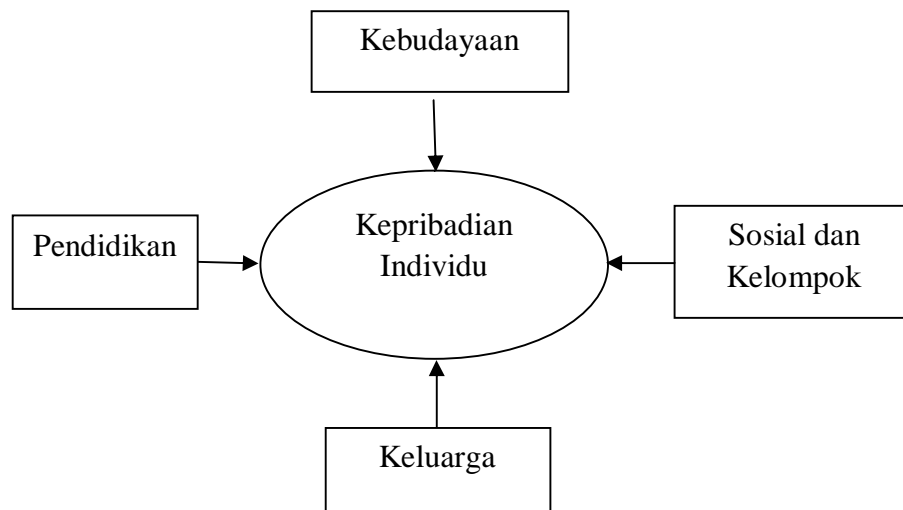 Kebudayaan
Pendidikan
Kepribadian
Individu
Sosial dan
Kelompok
Keluarga